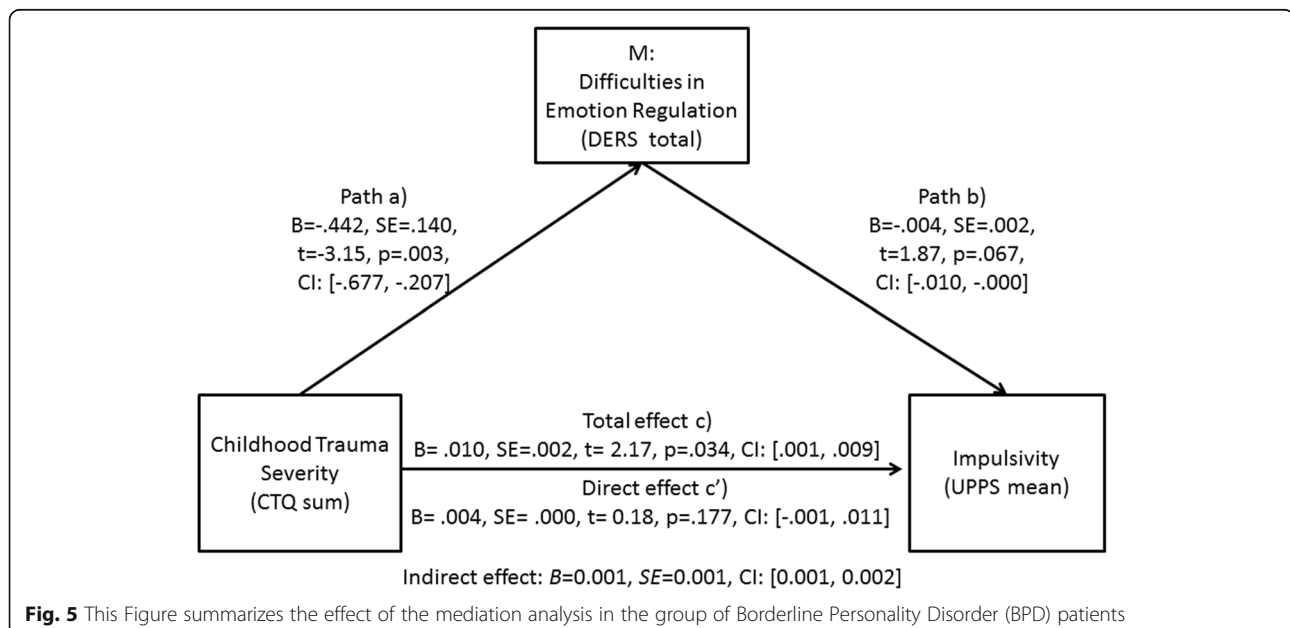 M:
Difficulties in
Emotion Regulation
(DERS total)
Path a)
B=-.442, SE=.140,
t=-3.15, p=.003,
CI: [-.677, -.207]
Path b)
B=-.004, SE=.002,
t=1.87, p=.067,
CI: [-.010, -.000]
Childhood Trauma
Severity
(CTQ sum)
Total effect c)
B= .010, SE=.002, t= 2.17, p=.034, CI: [.001, .009]
Direct effect c’)
B= .004, SE= .000, t= 0.18, p=.177, CI: [-.001, .011]
Impulsivity
(UPPS mean)
Indirect effect: B=0.001, SE=0.001, CI: [0.001, 0.002]
Fig. 5 This Figure summarizes the effect of the mediation analysis in the group of Borderline Personality Disorder (BPD) patients